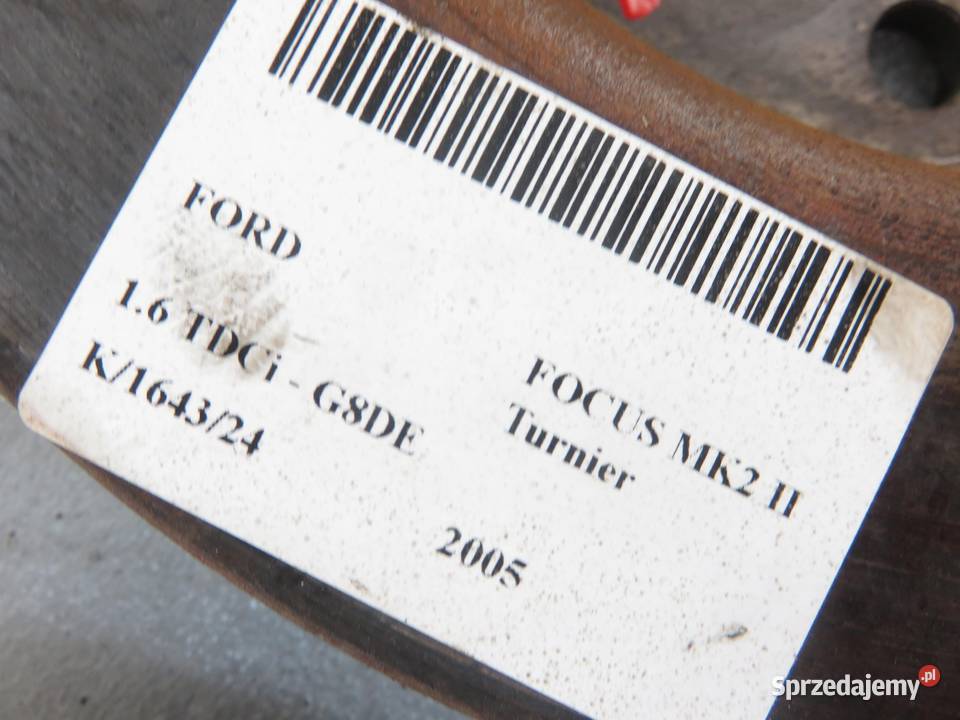 FORD
1.6 TDCi - G8DE
K/1643/24
FOCUS MK2 II
Turnier
2005
Sprzedajemy.pl